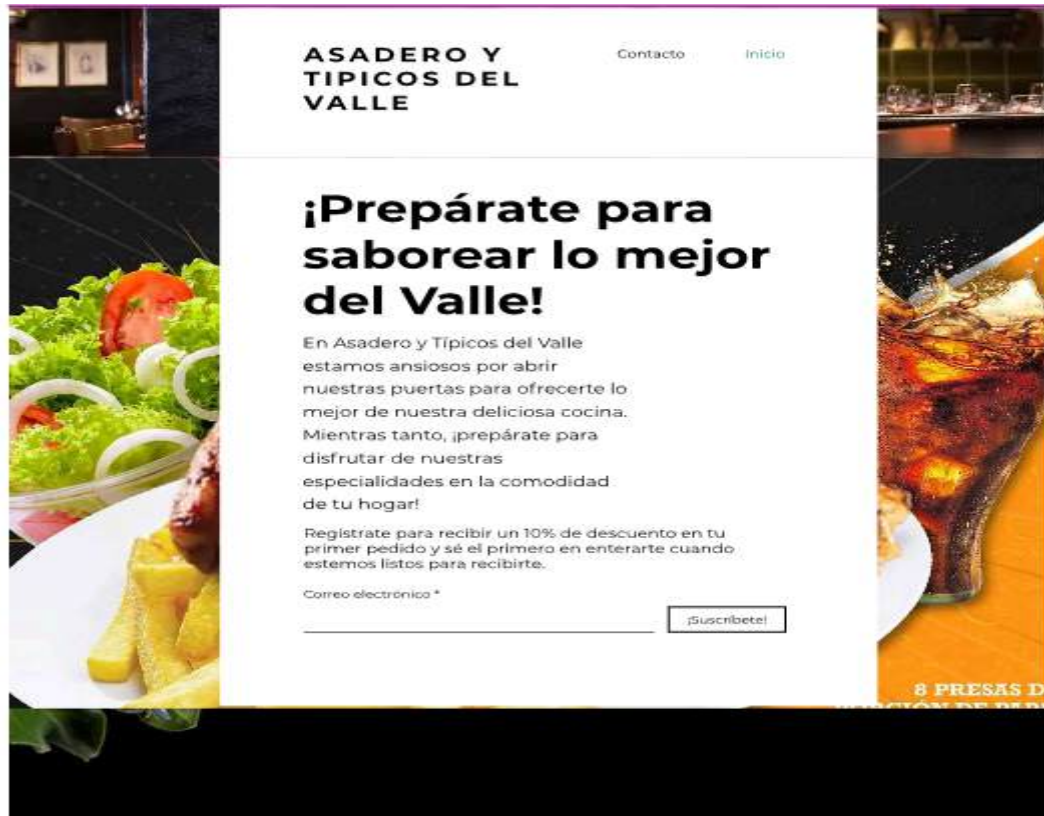 ASADERO Y
TIPICOS DEL
VALLE
Contacto
Inicio
¡Prepárate para
saborear lo mejor
del Valle!
En Asadero y Típicos del Valle
estamos ansiosos por abrir
nuestras puertas para ofrecerte lo
mejor de nuestra deliciosa cocina.
Mientras tanto, ¡prepárate para
disfrutar de nuestras
especialidades en la comodidad
de tu hogar!
Regístrate para recibir un 10% de descuento en tu
primer pedido y sé el primero en enterarte cuando
estemos listos para recibirte.
Correo electrónico *
¡Suscríbete!
8 PRESAS D